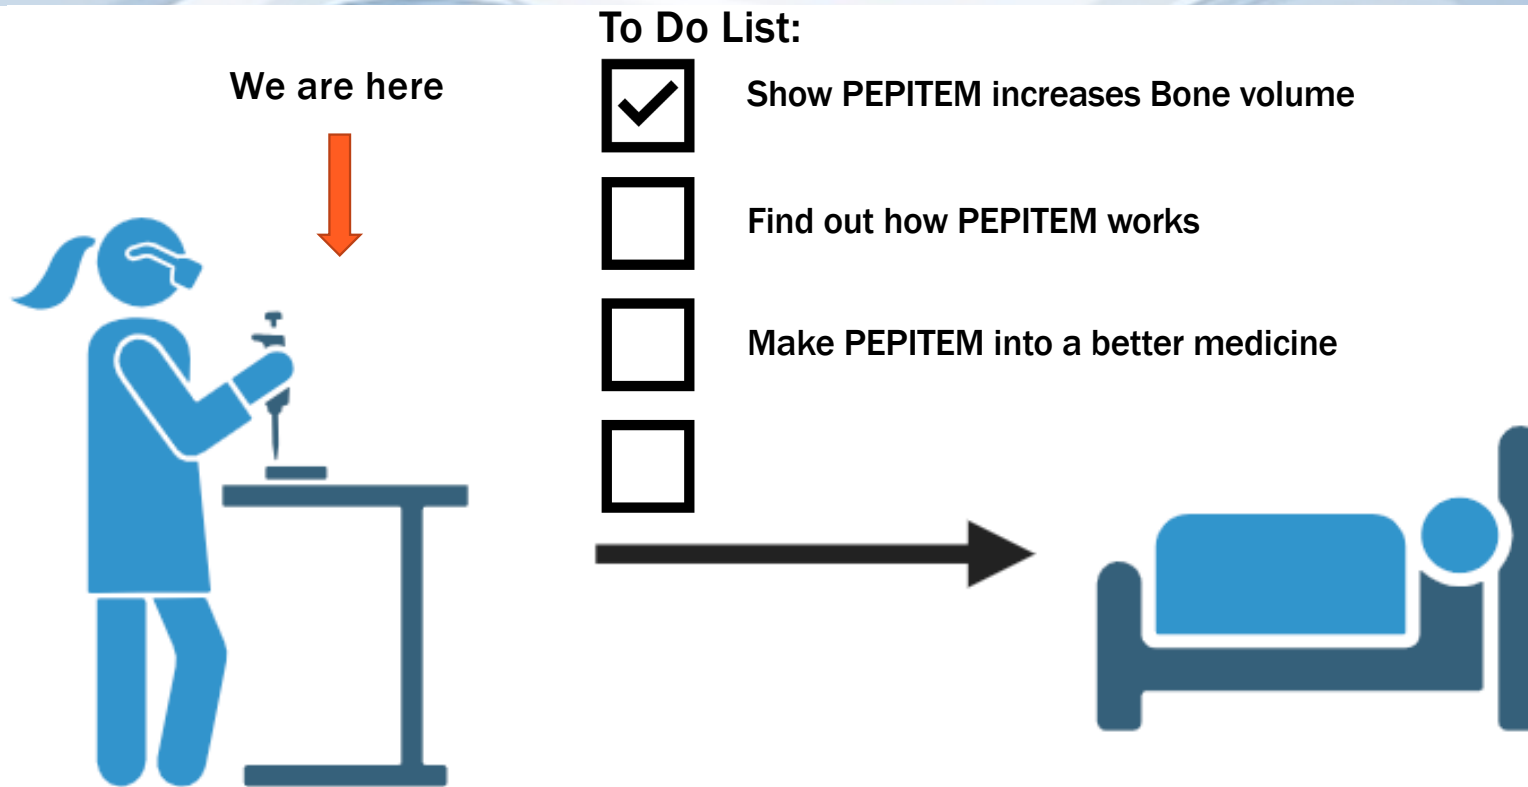 To Do List:
We are here
Show PEPITEM increases Bone volume
Find out how PEPITEM works
Make PEPITEM into a better medicine